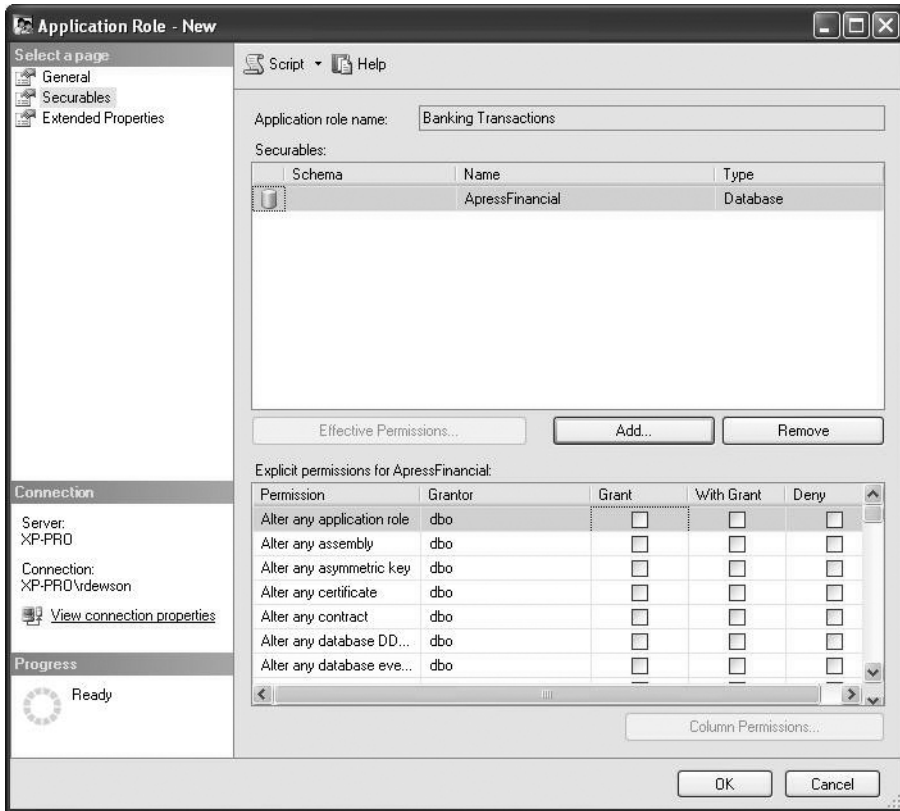 Application Role - New
Select a page
General
Securables
Extended Properties
Script Help
Application role name: Banking Transactions
Securables:
Schema Name Type
ApressFinancial Database
Effective Permissions... Add... Remove
Explicit permissions for ApressFinancial:
Permission Grantor Grant With Grant Deny
Alter any application role dbo
Alter any assembly dbo
Alter any asymmetric key dbo
Alter any certificate dbo
Alter any contract dbo
Alter any database DD... dbo
Alter any database eve... dbo
Column Permissions...
Connection
Server:
XP-PRO
Connection:
XP-PRO\rdewson
View connection properties
Progress
Ready
OK Cancel